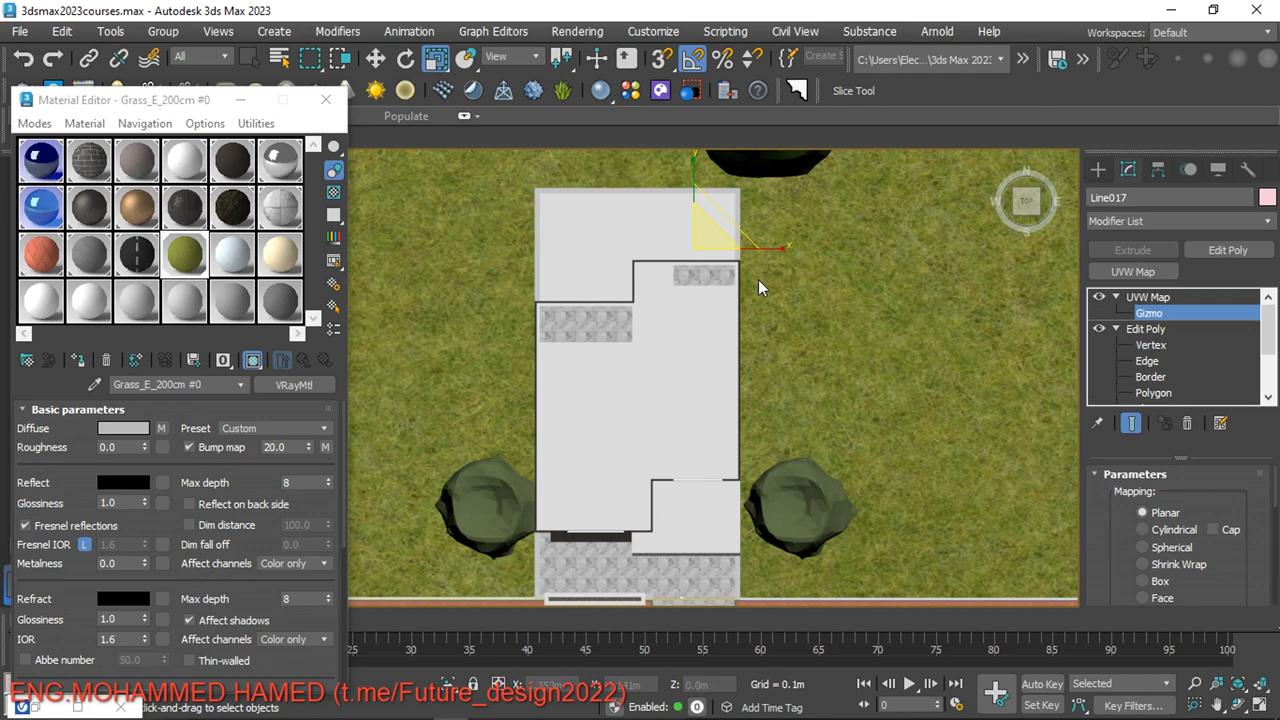 3dsmax2023courses.max - Autodesk 3ds Max 2023
File Edit Tools Group Views Create Modifiers Animation Graph Editors Rendering Customize Scripting Civil View Substance Arnold Help Workspaces: Default
All View Create S C:\Users\Elec...\3ds Max 2023
Slice Tool
Material Editor - Grass_E_200cm #0
Modes Material Navigation Options Utilities
Populate
Grass_E_200cm #0 VRayMtl
Basic parameters
Diffuse M Preset Custom
Roughness 0.0 Bump map 20.0 M
Reflect Max depth 8
Glossiness 1.0 Reflect on back side
Fresnel reflections Dim distance 100.0
Fresnel IOR L 1.6 Dim fall off 0.0
Metalness 0.0 Affect channels Color only
Refract Max depth 8
Glossiness 1.0 Affect shadows
IOR 1.6 Affect channels Color only
Abbe number 50.0 Thin-walled
y
x
N
W TOP E
S
Line017
Modifier List
Extrude Edit Poly
UVW Map
UVW Map
Gizmo
Edit Poly
Vertex
Edge
Border
Polygon
Parameters
Mapping:
Planar
Cylindrical Cap
Spherical
Shrink Wrap
Box
Face
25 30 35 40 45 50 55 60 65 70 75 80 85 90 95 100
Z: 0.0m Grid = 0.1m Auto Key Selected
ENG.MOHAMMED HAMED (t.me/Future_design2022)
click-and-drag to select objects Enabled: 0 Add Time Tag 0 Set Key Key Filters...